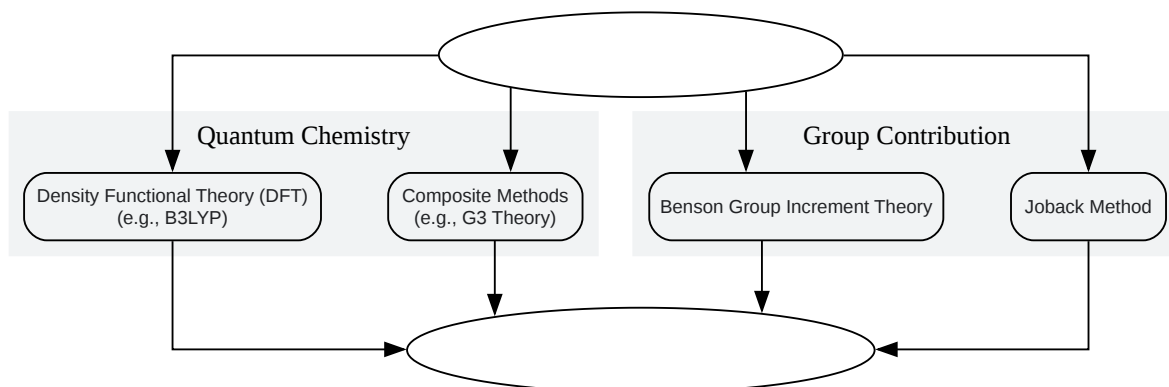 Quantum Chemistry
Group Contribution
Density Functional Theory (DFT)
(e.g., B3LYP)
Composite Methods
(e.g., G3 Theory)
Benson Group Increment Theory
Joback Method